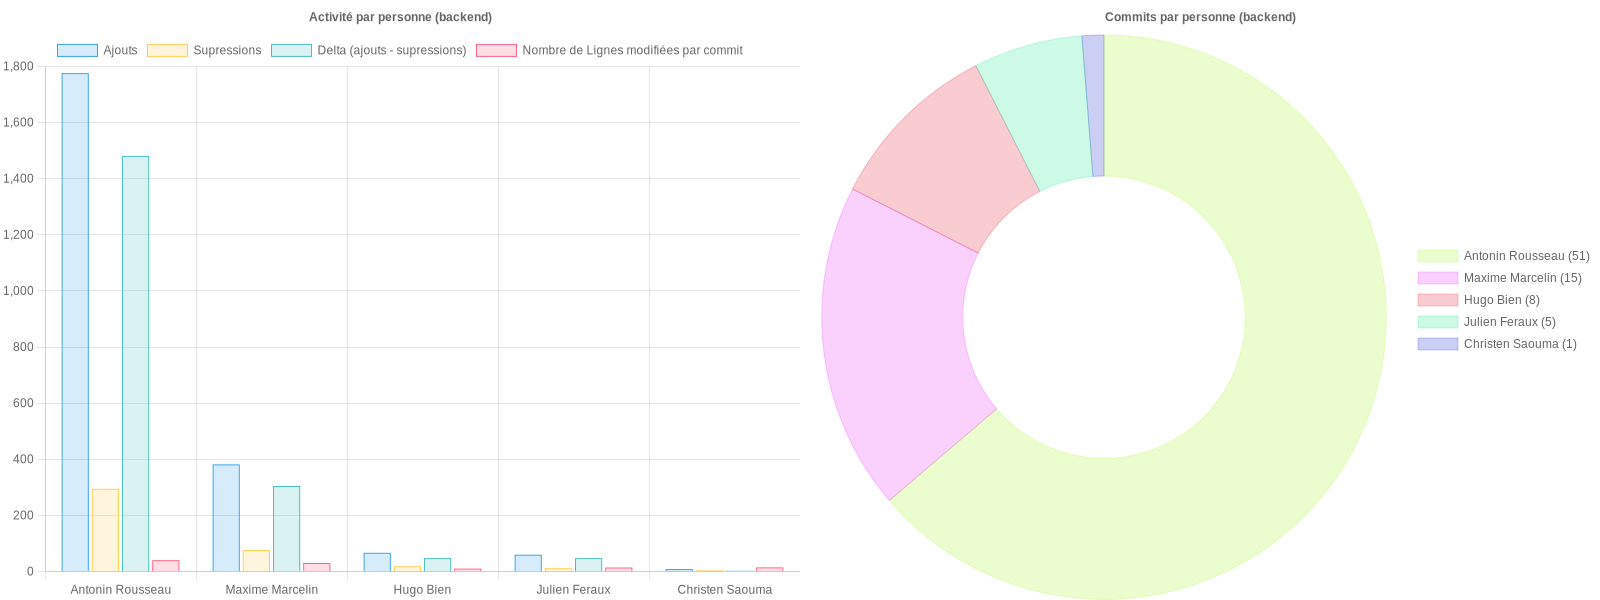 Activité par personne (backend)
Ajouts
Supressions
Delta (ajouts - supressions)
Nombre de Lignes modifiées par commit
1,800
1,600
1,400
1,200
1,000
800
600
400
200
0
Antonin Rousseau
Maxime Marcelin
Hugo Bien
Julien Feraux
Christen Saouma
Commits par personne (backend)
Antonin Rousseau (51)
Maxime Marcelin (15)
Hugo Bien (8)
Julien Feraux (5)
Christen Saouma (1)